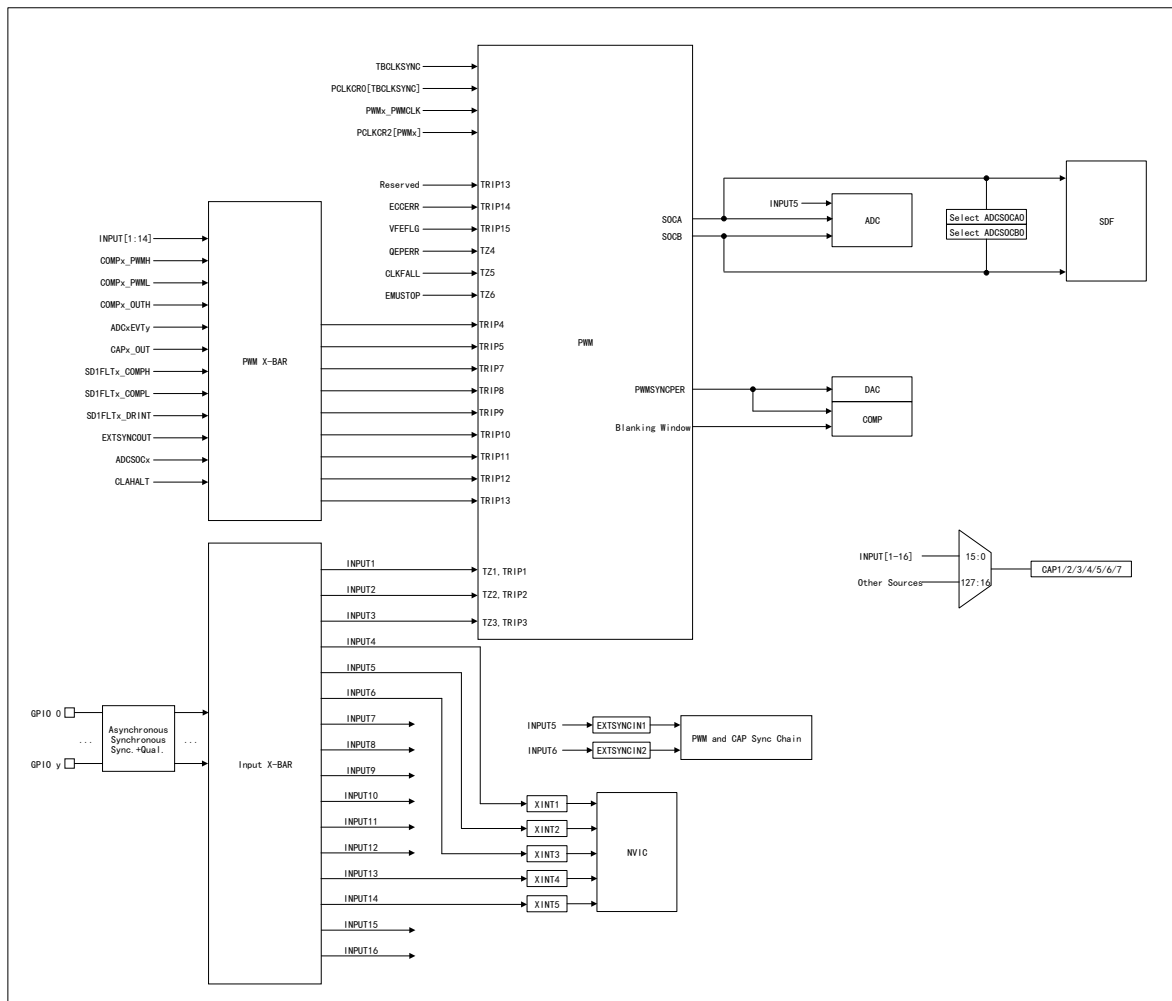 TBCLKSYNC
PCLKCR0[TBCLKSYNC]
PWMx_PWMCLK
PCLKCR2[PWMx]
Reserved
TRIP13
ECCERR
TRIP14
VFEFLG
TRIP15
QEPERR
TZ4
CLKFALL
TZ5
EMUSTOP
TZ6
INPUT[1:14]
COMPx_PWMH
COMPx_PWML
COMPx_OUTH
ADCxEVTy
CAPx_OUT
SD1FLTx_COMPH
SD1FLTx_COMPL
SD1FLTx_DRINT
EXTSYNCOUT
ADCSOCx
CLAHALT
PWM X-BAR
TRIP4
TRIP5
TRIP7
TRIP8
TRIP9
TRIP10
TRIP11
TRIP12
TRIP13
PWM
SOCA
SOCB
INPUT5
ADC
Select ADCSOCAO
Select ADCSOCBO
SDF
PWMSYNCPER
Blanking Window
DAC
COMP
INPUT[1-16]
Other Sources
15:0
127:16
CAP1/2/3/4/5/6/7
INPUT1
TZ1,TRIP1
INPUT2
TZ2,TRIP2
INPUT3
TZ3,TRIP3
INPUT4
INPUT5
INPUT6
INPUT7
INPUT8
INPUT9
INPUT10
INPUT11
INPUT12
INPUT13
INPUT14
INPUT15
INPUT16
GPIO 0
...
GPIO y
Asynchronous
Synchronous
Sync.+Qual.
...
Input X-BAR
INPUT5
EXTSYNCIN1
INPUT6
EXTSYNCIN2
PWM and CAP Sync Chain
XINT1
XINT2
XINT3
XINT4
XINT5
NVIC